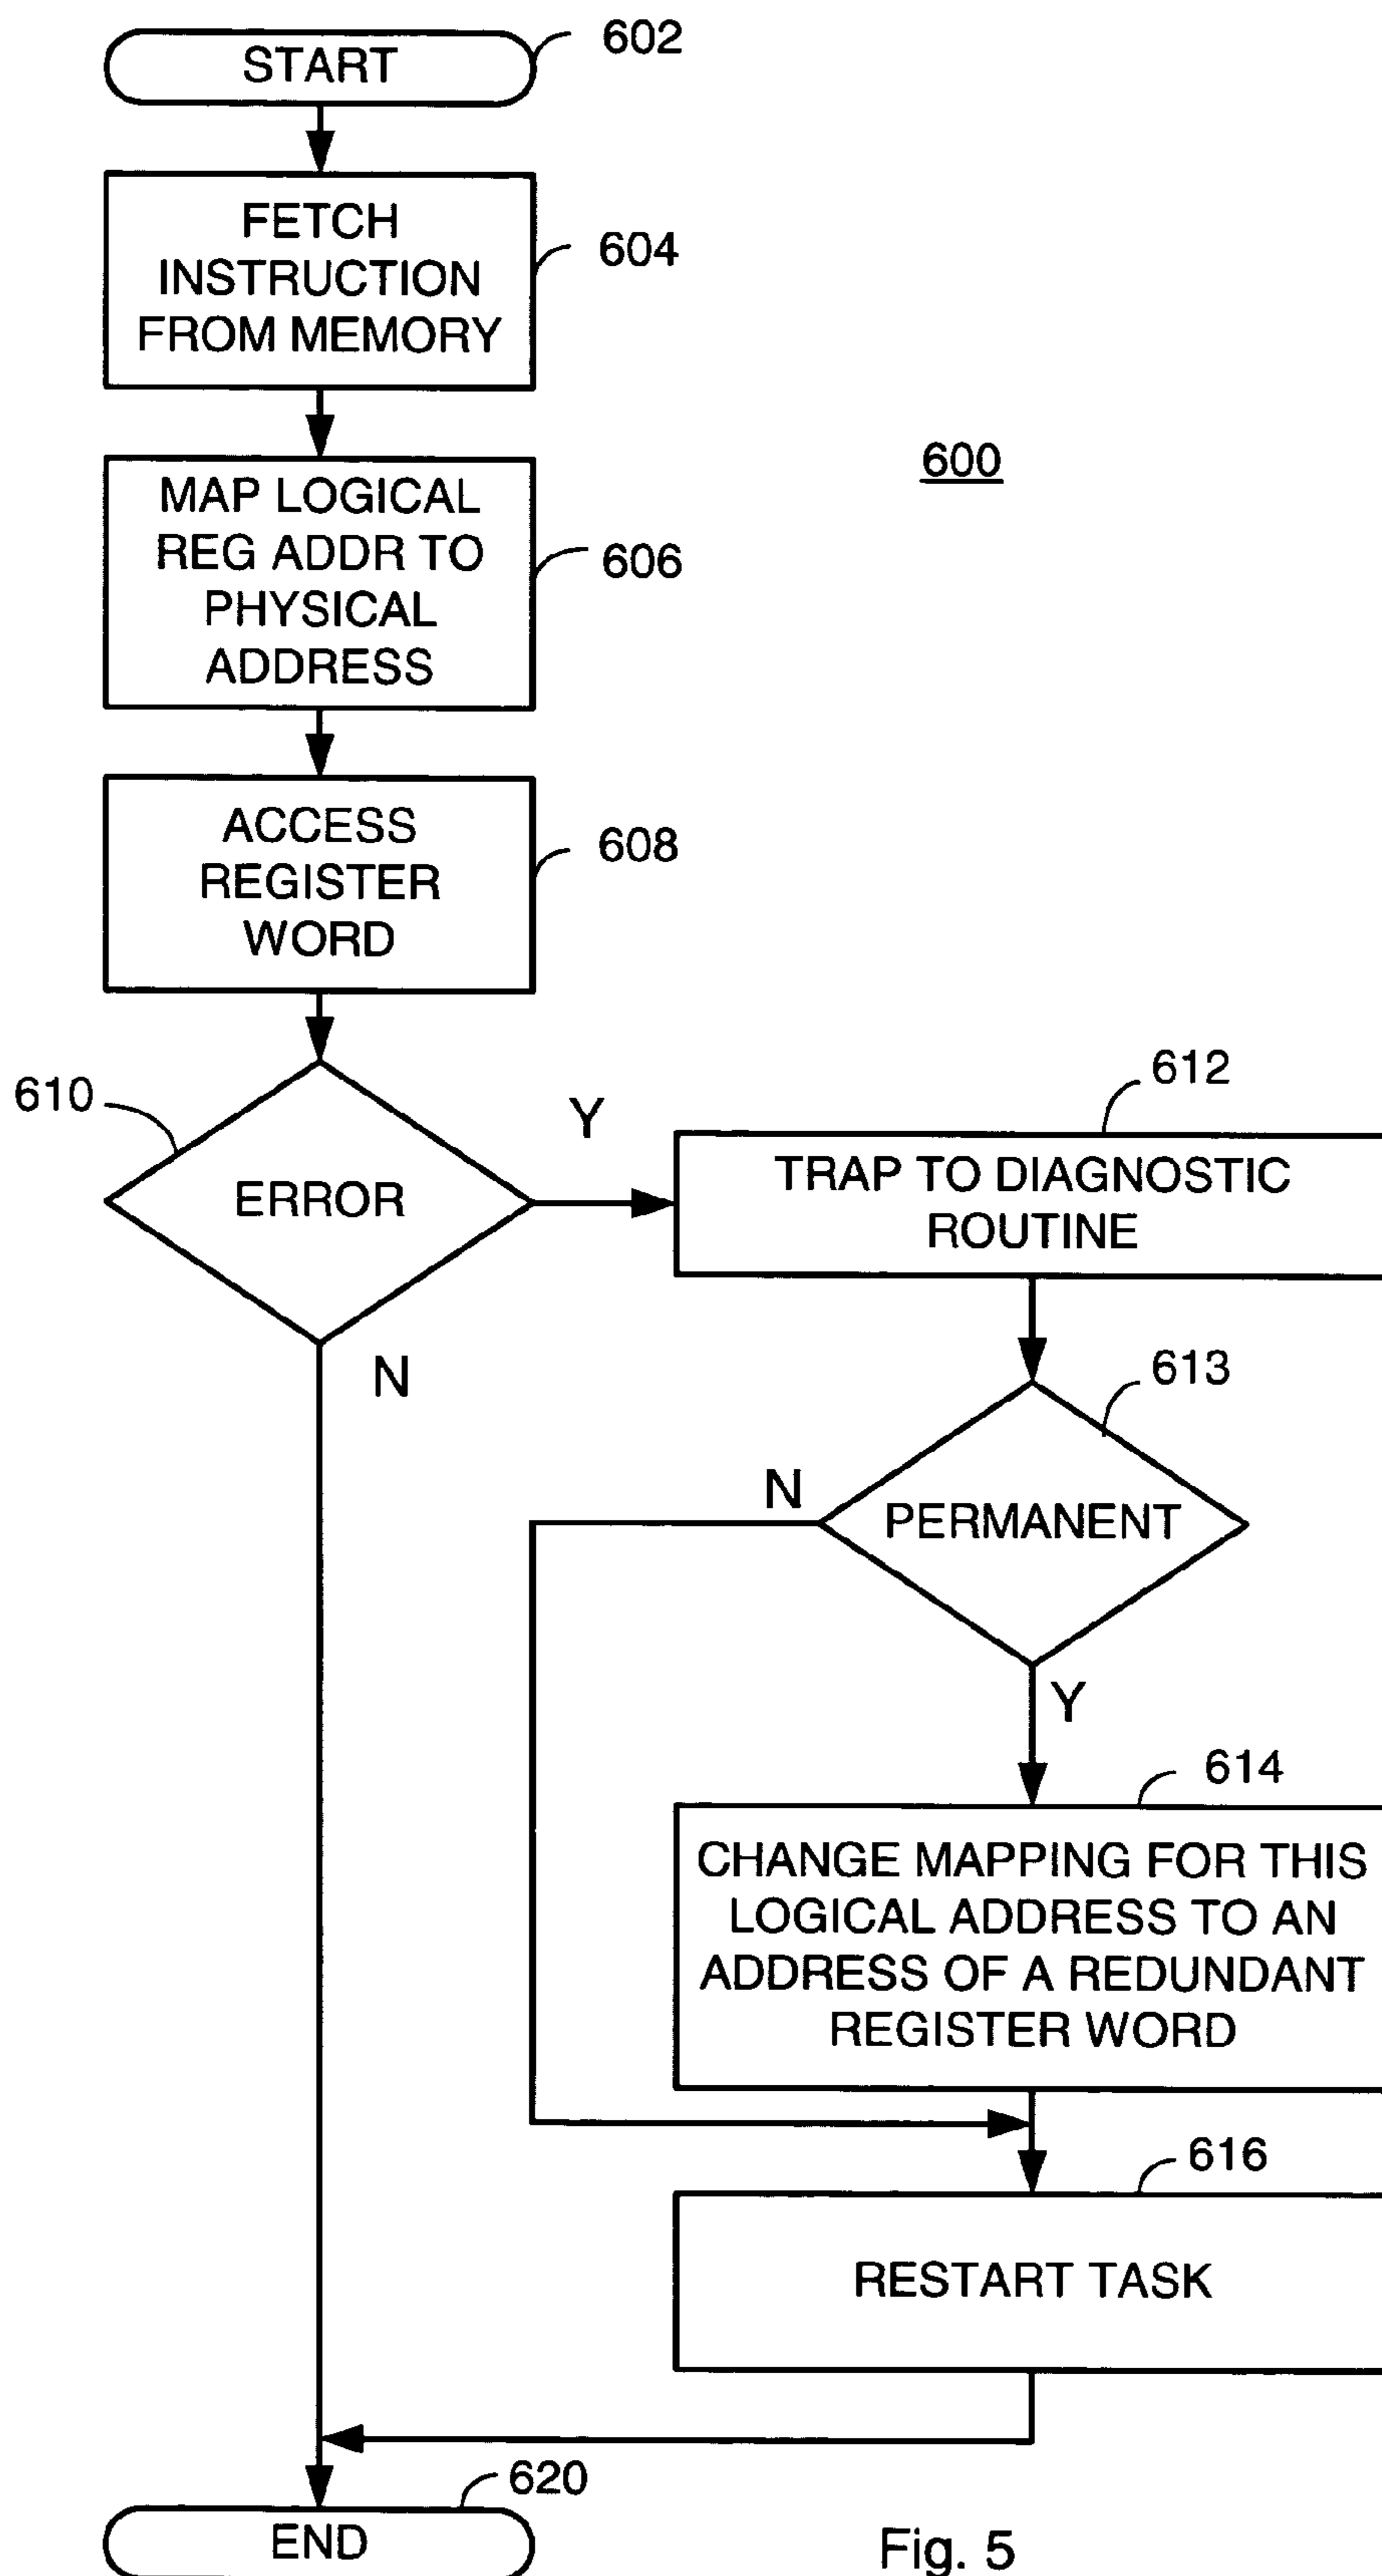 START
602
FETCH
INSTRUCTION
FROM MEMORY
604
600
MAP LOGICAL
REG ADDR TO
PHYSICAL
ADDRESS
606
ACCESS
REGISTER
WORD
608
610
ERROR
Y
N
612
TRAP TO DIAGNOSTIC
ROUTINE
613
PERMANENT
N
Y
614
CHANGE MAPPING FOR THIS
LOGICAL ADDRESS TO AN
ADDRESS OF A REDUNDANT
REGISTER WORD
616
RESTART TASK
620
END
Fig. 5